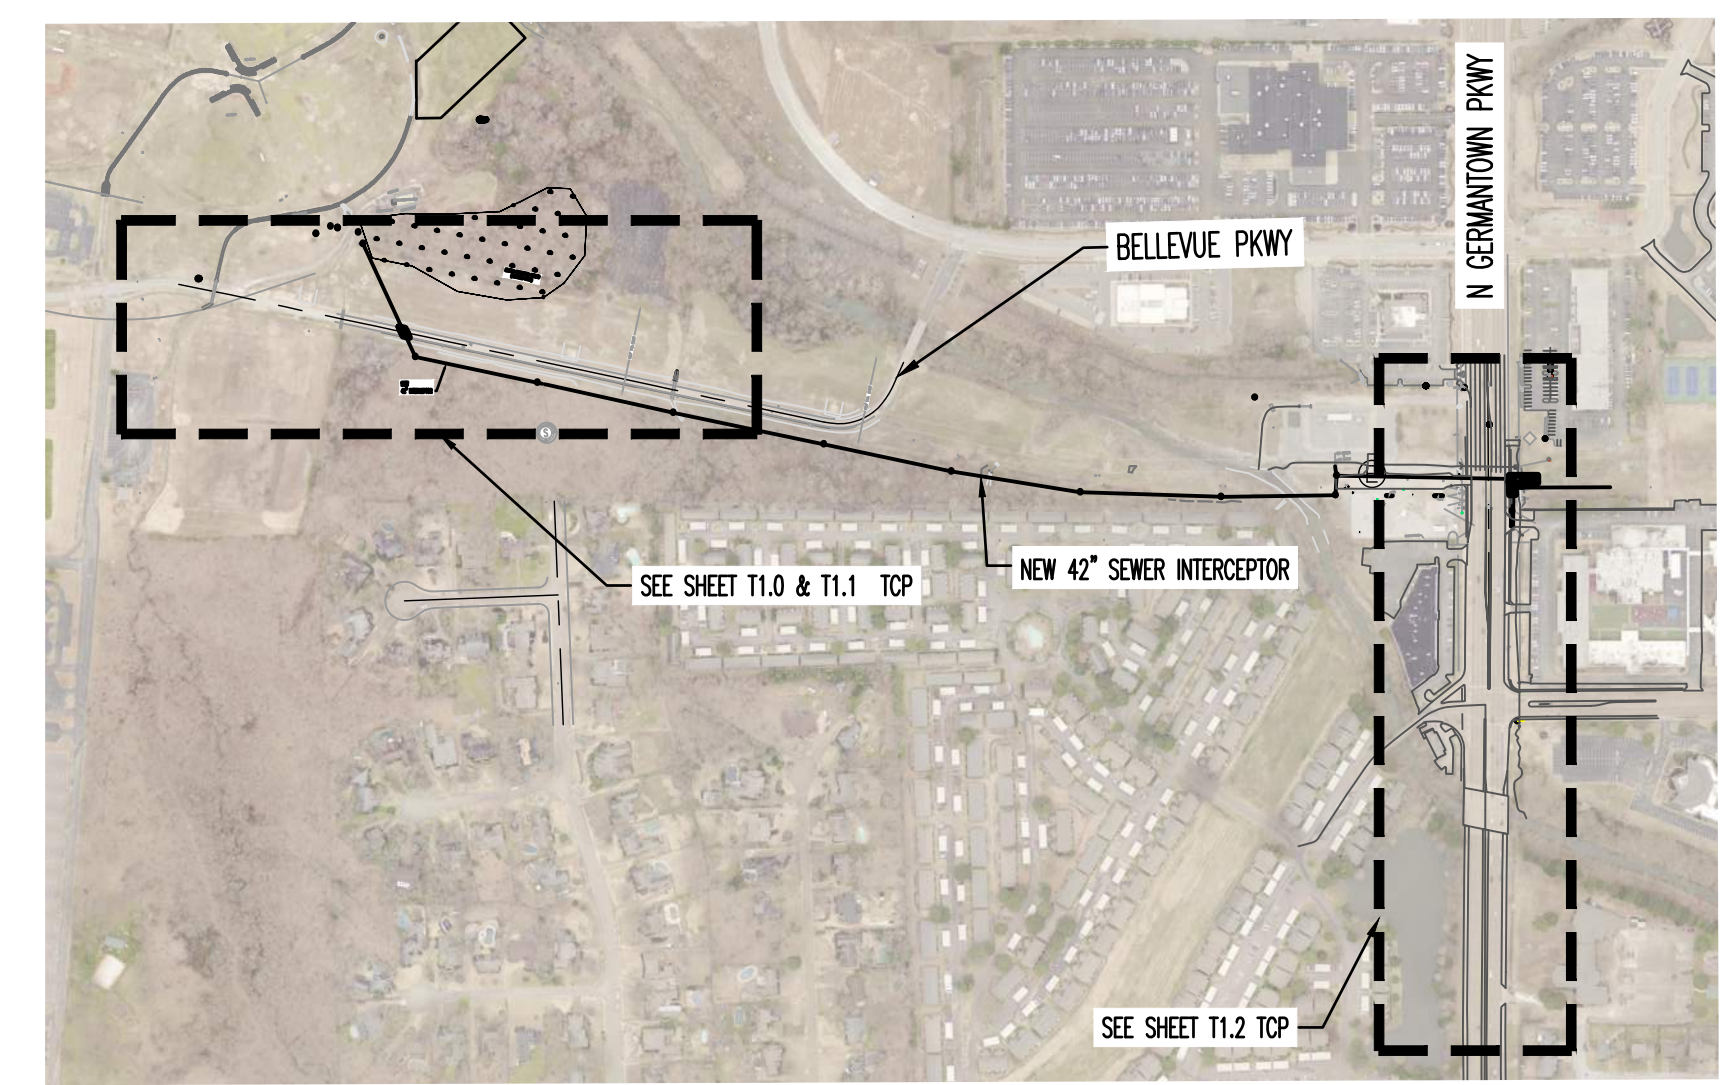 N GERMANTOWN PKWY
BELLEVUE PKWY
NEW 42" SEWER INTERCEPTOR
SEE SHEET T1.0 & T1.1 TCP
SEE SHEET T1.2 TCP
S